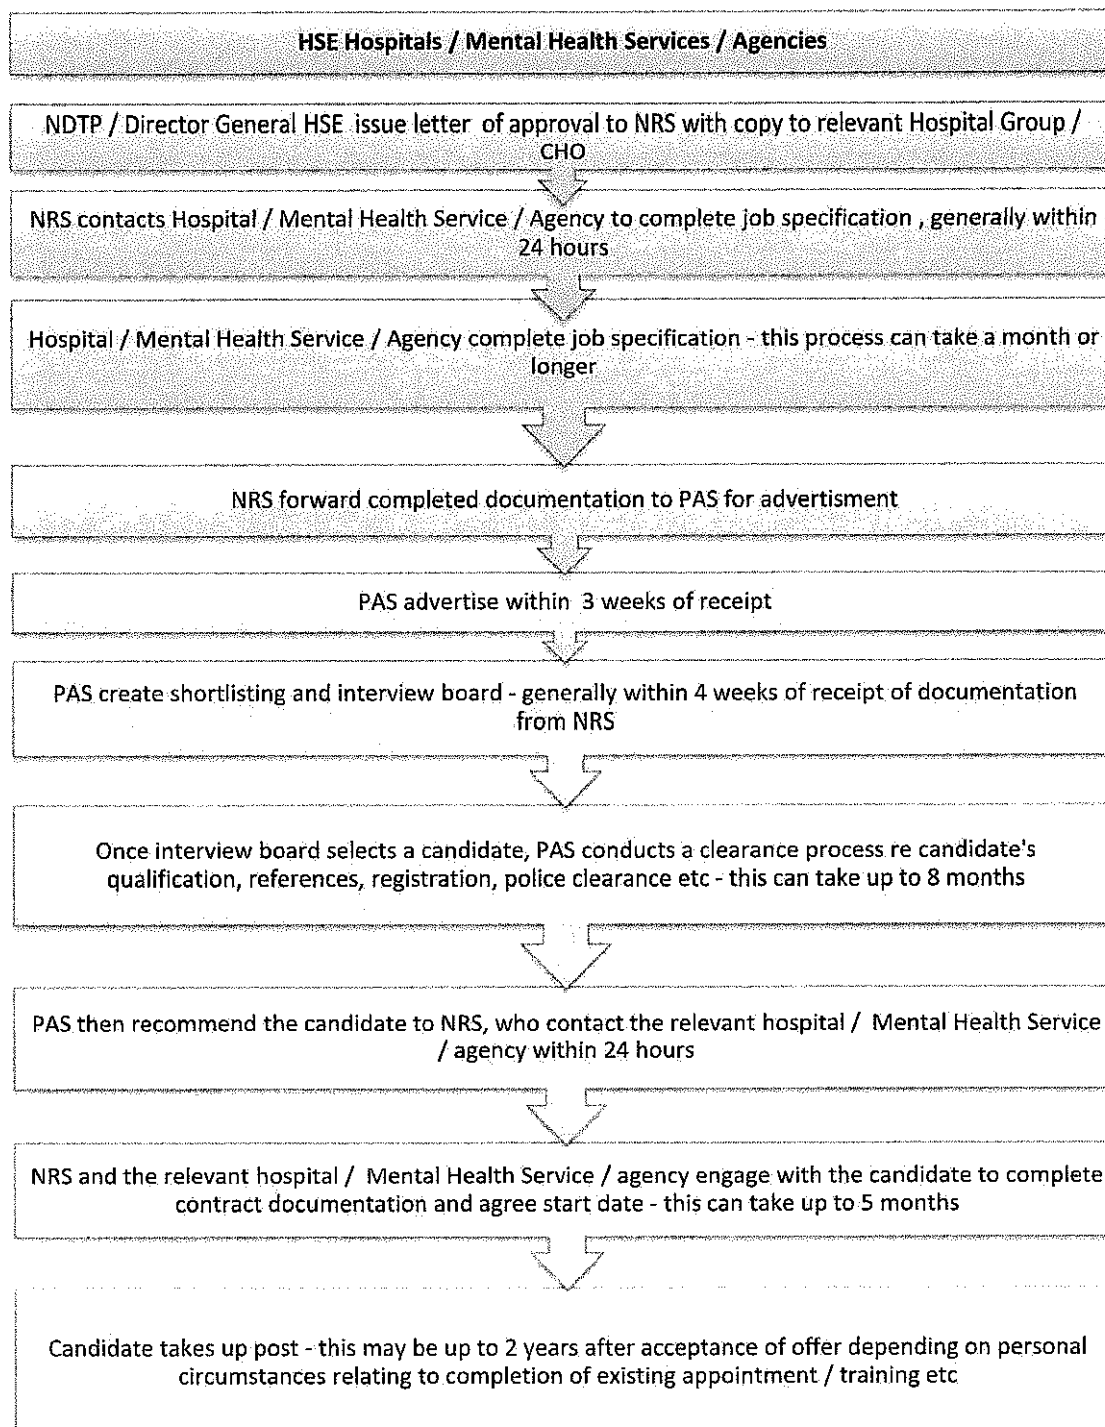 HSE Hospitals / Mental Health Services / Agencies
NDTP / Director General HSE issue letter of approval to NRS with copy to relevant Hospital Group /
CHO
NRS contacts Hospital / Mental Health Service / Agency to complete job specification , generally within
24 hours
Hospital / Mental Health Service / Agency complete job specification - this process can take a month or
longer
NRS forward completed documentation to PAS for advertisment
PAS advertise within 3 weeks of receipt
PAS create shortlisting and interview board - generally within 4 weeks of receipt of documentation
from NRS
Once interview board selects a candidate, PAS conducts a clearance process re candidate's
qualification, references, registration, police clearance etc - this can take up to 8 months
PAS then recommend the candidate to NRS, who contact the relevant hospital / Mental Health Service
/ agency within 24 hours
NRS and the relevant hospital / Mental Health Service / agency engage with the candidate to complete
contract documentation and agree start date - this can take up to 5 months
Candidate takes up post - this may be up to 2 years after acceptance of offer depending on personal
circumstances relating to completion of existing appointment / training etc